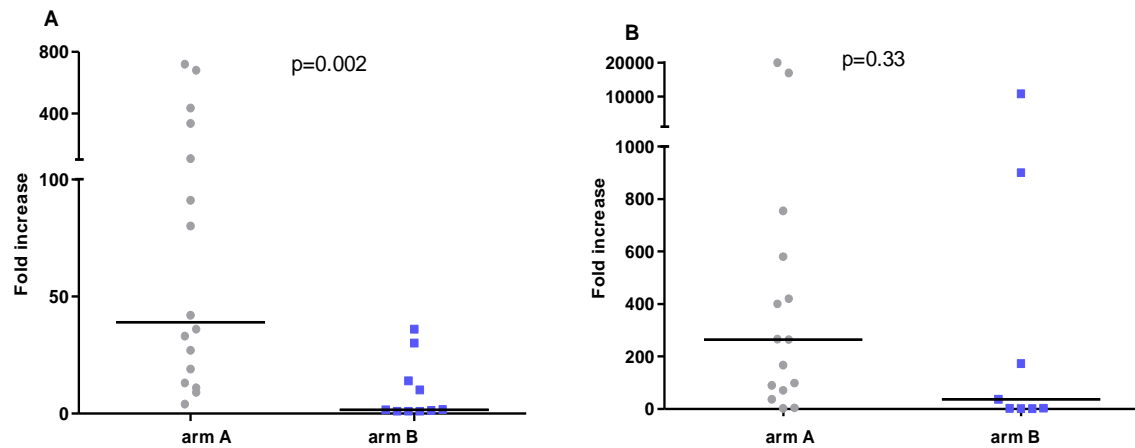 A
p=0.002
800
400
100
50
0
Fold increase
arm A
arm B
B
p=0.33
20000
10000
1000
800
600
400
200
0
Fold increase
arm A
arm B